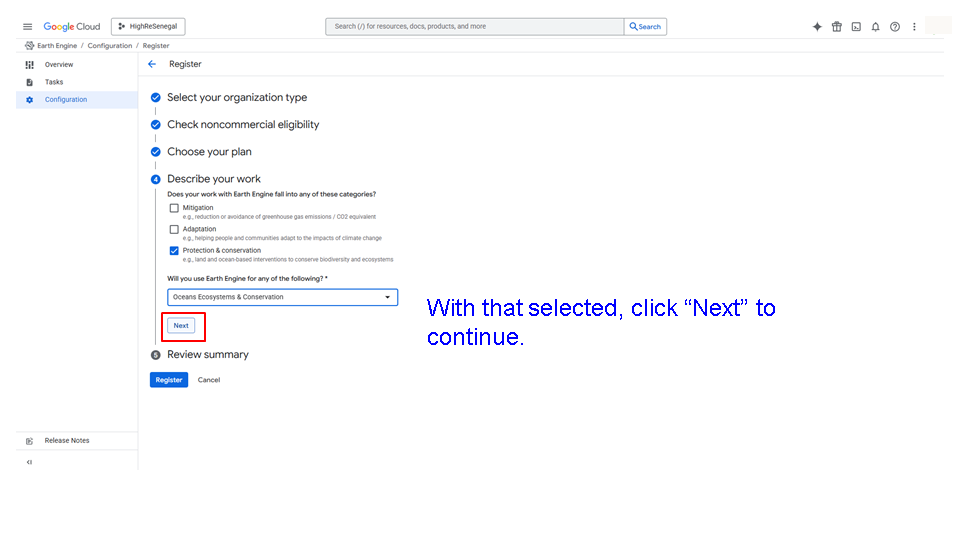 Google Cloud
HighReSenegal
Search (/) for resources, docs, products, and more
Search
Earth Engine / Configuration / Register
Overview
Register
Tasks
Configuration
Select your organization type
Check noncommercial eligibility
Choose your plan
4 Describe your work
Does your work with Earth Engine fall into any of these categories?
Mitigation
e.g., reduction or avoidance of greenhouse gas emissions / CO2 equivalent
Adaptation
e.g., helping people and communities adapt to the impacts of climate change
Protection & conservation
e.g., land and ocean-based interventions to conserve biodiversity and ecosystems
Will you use Earth Engine for any of the following? *
Oceans Ecosystems & Conservation
With that selected, click “Next” to
continue.
Next
5 Review summary
Register
Cancel
Release Notes